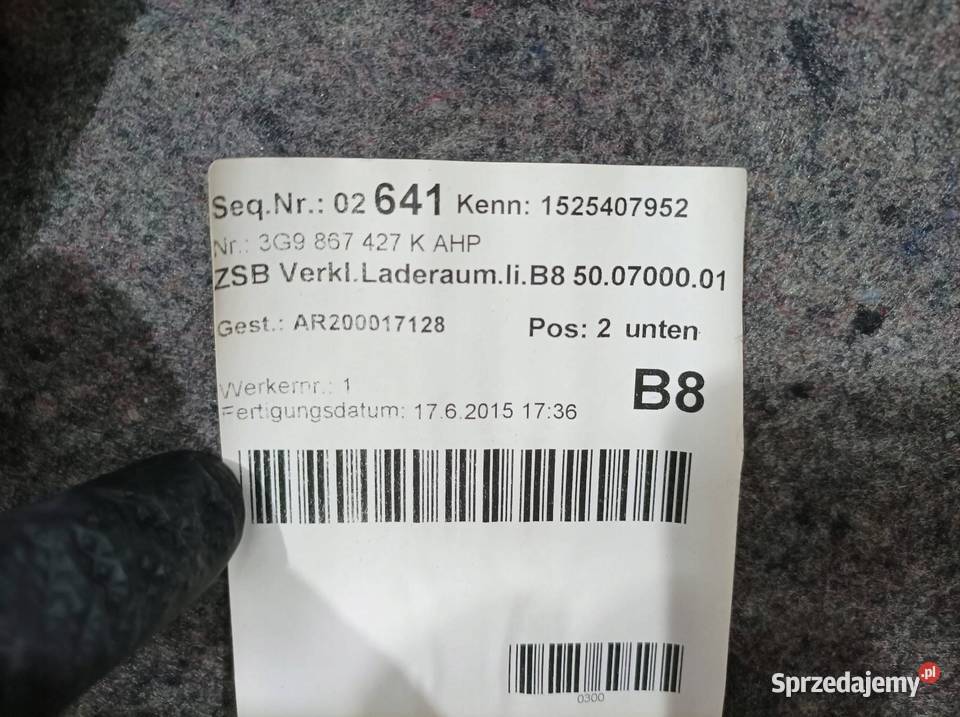 Seq.Nr.: 02 641 Kenn: 1525407952
Nr.: 3G9 867 427 K AHP
ZSB Verkl.Laderaum.li.B8 50.07000.01
Gest.: AR200017128 Pos: 2 unten
Werkernr.: 1
B8
Fertigungsdatum: 17.6.2015 17:36
0300
Sprzedajemy.pl